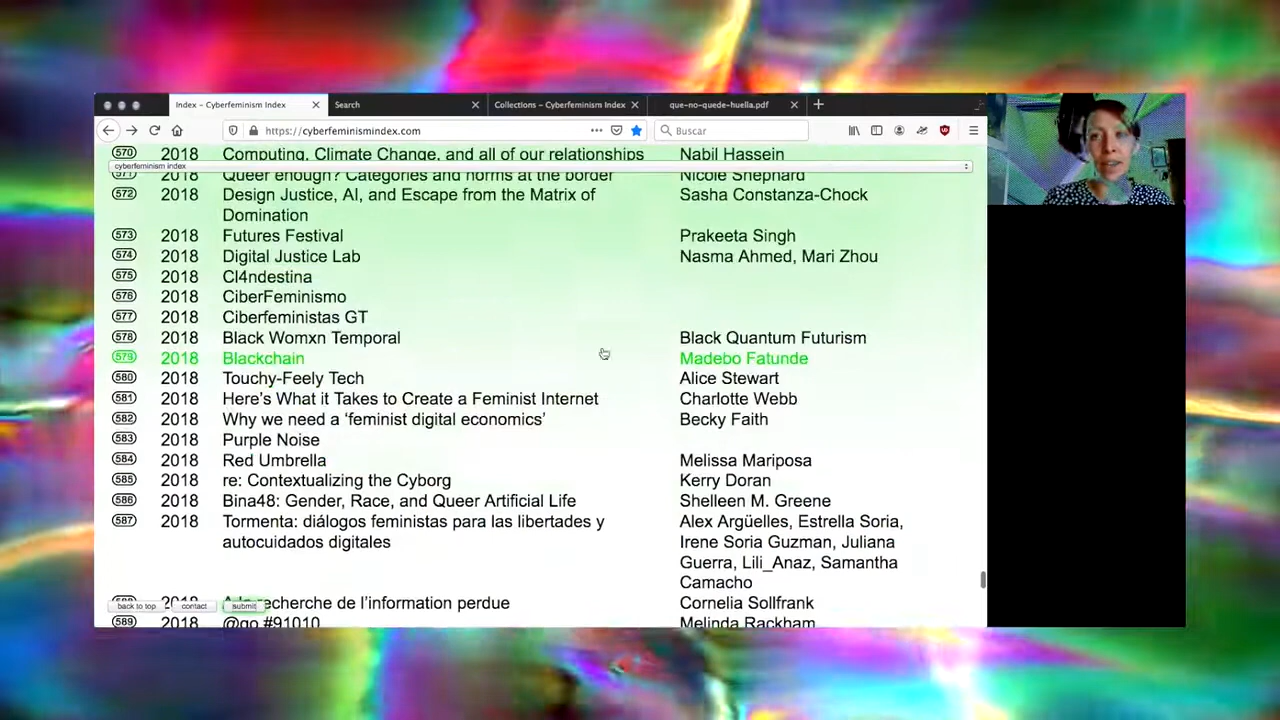 Index – Cyberfeminism Index
Search
Collections – Cyberfeminism Index
que-no-quede-huella.pdf
https://cyberfeminismindex.com
Buscar
570 2018 Computing, Climate Change, and all of our relationships Nabil Hassein
cyberfeminism index
571 2018 Queer enough? Categories and norms at the border Nicole Shephard
572 2018 Design Justice, AI, and Escape from the Matrix of Sasha Constanza-Chock
Domination
573 2018 Futures Festival Prakeeta Singh
574 2018 Digital Justice Lab Nasma Ahmed, Mari Zhou
575 2018 Cl4ndestina
576 2018 CiberFeminismo
577 2018 Ciberfeministas GT
578 2018 Black Womxn Temporal Black Quantum Futurism
579 2018 Blackchain Madebo Fatunde
580 2018 Touchy-Feely Tech Alice Stewart
581 2018 Here’s What it Takes to Create a Feminist Internet Charlotte Webb
582 2018 Why we need a ‘feminist digital economics’ Becky Faith
583 2018 Purple Noise
584 2018 Red Umbrella Melissa Mariposa
585 2018 re: Contextualizing the Cyborg Kerry Doran
586 2018 Bina48: Gender, Race, and Queer Artificial Life Shelleen M. Greene
587 2018 Tormenta: diálogos feministas para las libertades y Alex Argüelles, Estrella Soria,
autocuidados digitales Irene Soria Guzman, Juliana
Guerra, Lili_Anaz, Samantha
Camacho
588 2018 recherche de l’information perdue Cornelia Sollfrank
back to top contact submit
589 2018 @go #91010 Melinda Rackham